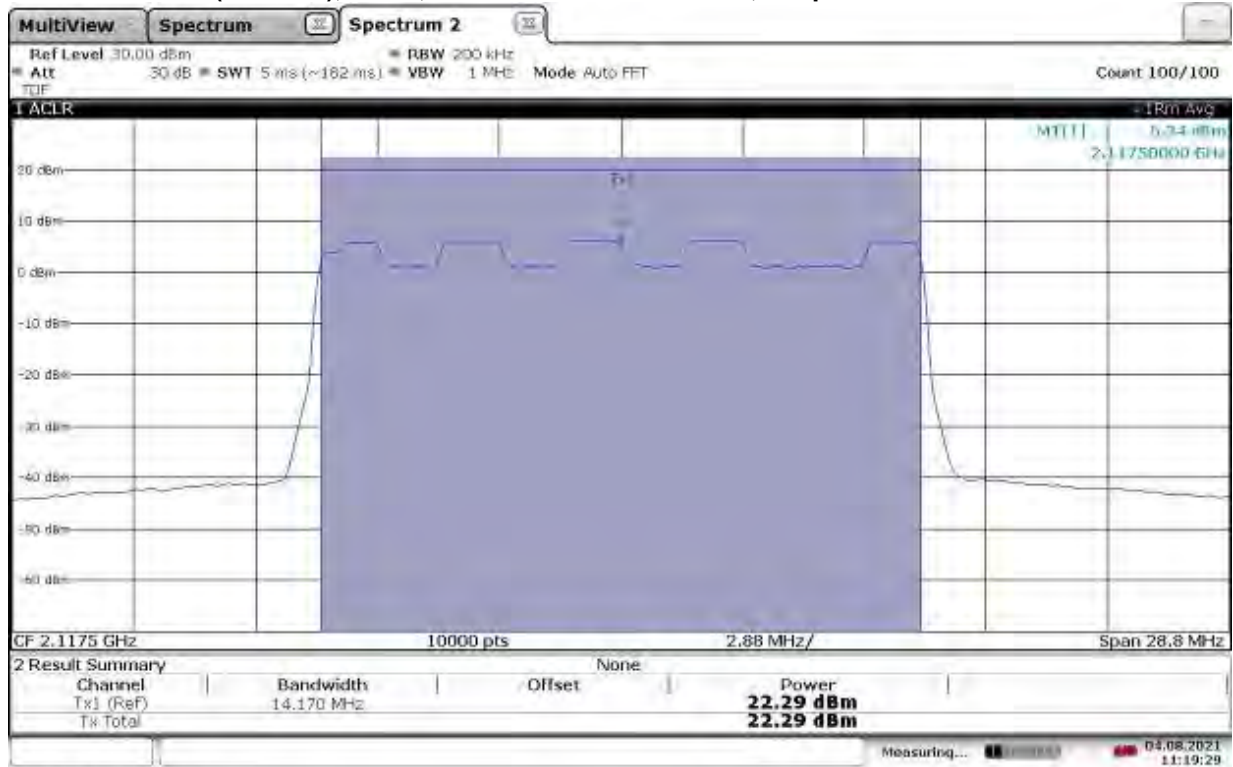 MultiView Spectrum Spectrum 2
Ref Level 30.00 dBm RBW 200 kHz
Att 30 dB SWT 5 ms (~182 ms) VBW 1 MHz Mode Auto FFT Count 100/100
TDF
1 ACLR 1Rm Avg
M1[1]
2.11750000 GHz
20 dBm
Tx1
10 dBm
0 dBm
-10 dBm
-20 dBm
-30 dBm
-40 dBm
-50 dBm
-60 dBm
CF 2.1175 GHz 10000 pts 2.88 MHz/ Span 28.8 MHz
2 Result Summary None
Channel Bandwidth Offset Power
Tx1 (Ref) 14.170 MHz 22.29 dBm
Tx Total 22.29 dBm
Measuring... 04.08.2021
11:19:29